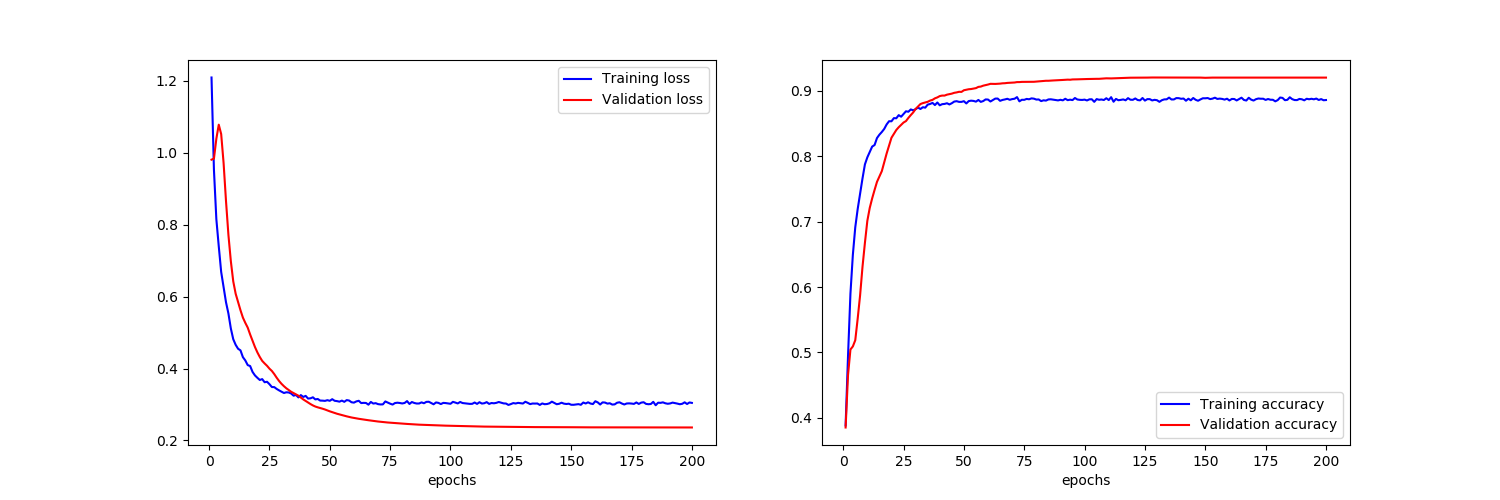 1.2
1.0
0.8
0.6
0.4
0.2
0 25 50 75 100 125 150 175 200
epochs
Training loss
Validation loss
0.9
0.8
0.7
0.6
0.5
0.4
0 25 50 75 100 125 150 175 200
epochs
Training accuracy
Validation accuracy